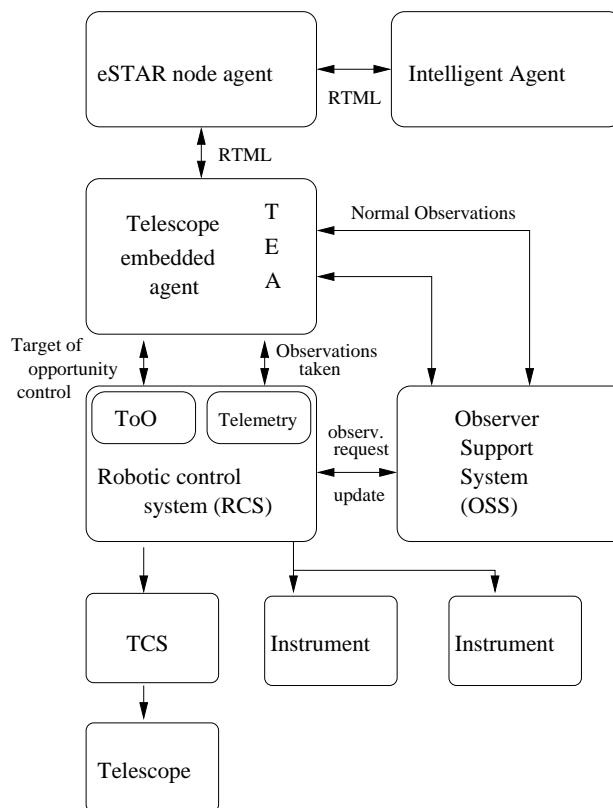 eSTAR node agent
Intelligent Agent
RTML
RTML
Telescope
embedded
agent
T
E
A
Normal Observations
Target of
opportunity
control
Observations
taken
ToO
Telemetry
Robotic control
system (RCS)
observ.
request
update
Observer
Support
System
(OSS)
TCS
Instrument
Instrument
Telescope